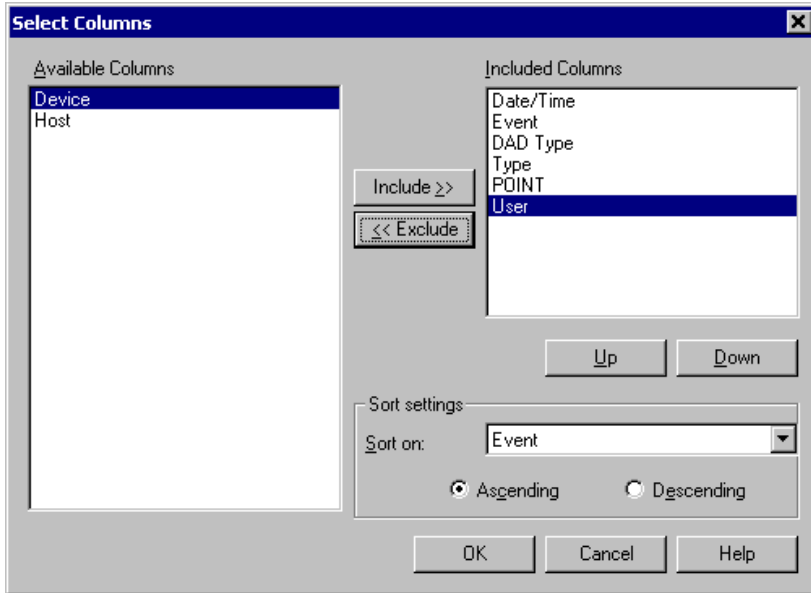 Select Columns
Available Columns
Device
Host
Include >>
<< Exclude
Included Columns
Date/Time
Event
DAD Type
Type
POINT
User
Up
Down
Sort settings
Sort on:
Event
Ascending
Descending
OK
Cancel
Help